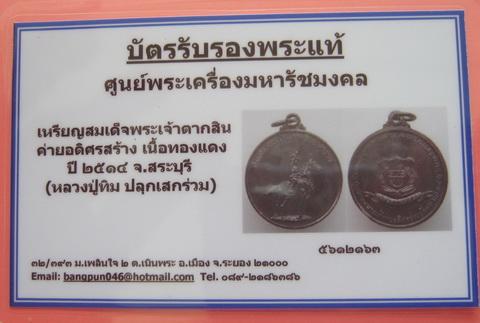 บัตรรับรองพระแท้
ศูนย์พระเครื่องมหารัชมงคล
เหรียญสมเด็จพระเจ้าตากสิน
ค่ายอดิศรสร้าง เนื้อทองแดง
ปี ๒๕๑๔ จ.สระบุรี
(หลวงปู่ทิม ปลุกเสกร่วม)
๕๖๑๒๑๖๓
๓๒/๓๙๓ ม.เพลินใจ ๒ ต.เนินพระ อ.เมือง จ.ระยอง ๒๑๐๐๐
Email: bangpun046@hotmail.com Tel. ๐๘๙-๒๑๘๖๓๘๖